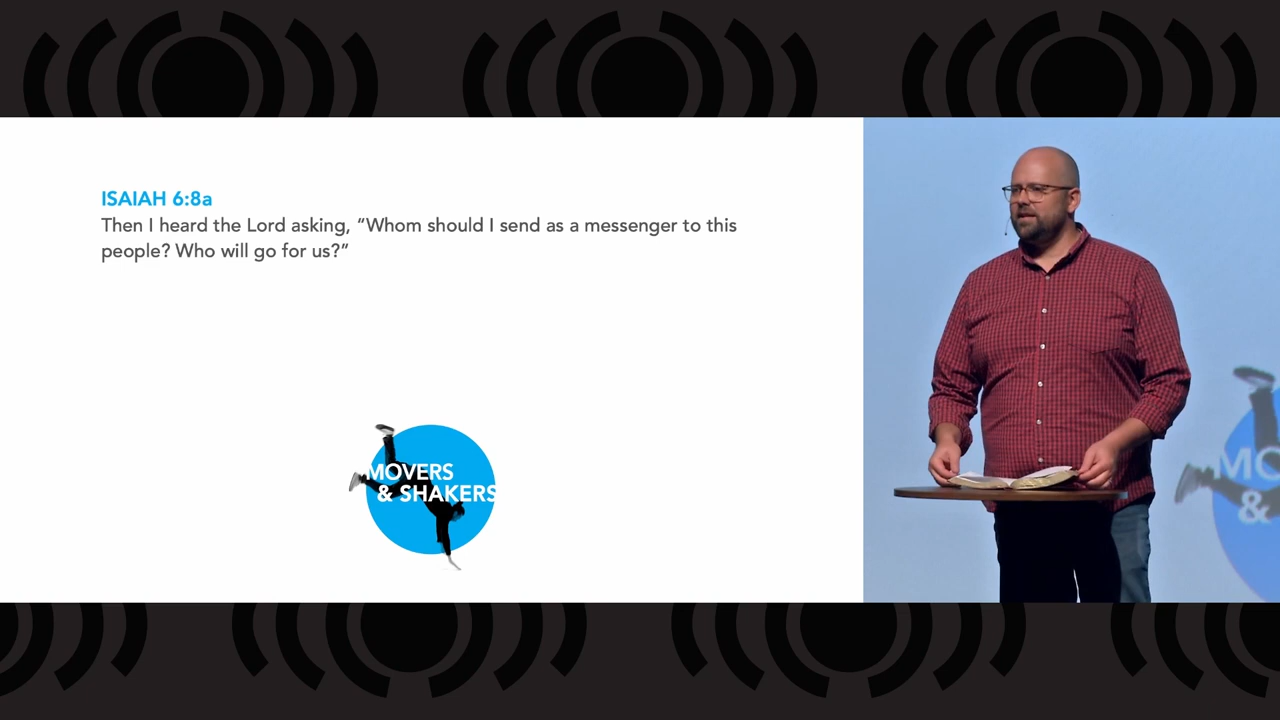 ISAIAH 6:8a
Then I heard the Lord asking, “Whom should I send as a messenger to this
people? Who will go for us?”
MOVERS
& SHAKERS
MO
&